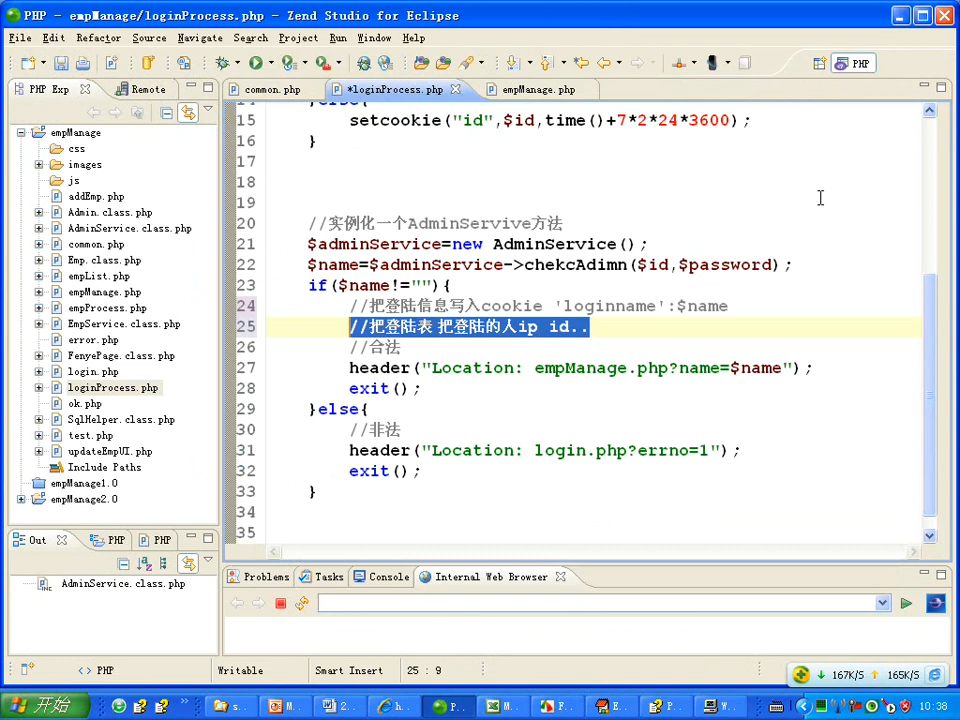 PHP - empManage/loginProcess.php - Zend Studio for Eclipse
File Edit Refactor Source Navigate Search Project Run Window Help
PHP
PHP Exp
Remote
common.php
*loginProcess.php
empManage.php
empManage
css
images
js
addEmp.php
Admin.class.php
AdminService.class.php
common.php
Emp.class.php
empList.php
empManage.php
empProcess.php
EmpService.class.php
error.php
FenyePage.class.php
login.php
loginProcess.php
ok.php
SqlHelper.class.php
test.php
updateEmpUI.php
Include Paths
empManage1.0
empManage2.0
14 }else{
15 setcookie("id",$id,time()+7*2*24*3600);
16 }
17
18
19
20 //实例化一个AdminServive方法
21 $adminService=new AdminService();
22 $name=$adminService->chekcAdimn($id,$password);
23 if($name!=""){
24 //把登陆信息写入cookie 'loginname':$name
25 //把登陆表 把登陆的人ip id..
26 //合法
27 header("Location: empManage.php?name=$name");
28 exit();
29 }else{
30 //非法
31 header("Location: login.php?errno=1");
32 exit();
33 }
34
35
Out
PHP
PHP
AdminService.class.php
Problems
Tasks
Console
Internal Web Browser
PHP
Writable
Smart Insert
25 : 9
167K/S
165K/S
开始
s...
M...
2...
h...
P...
M...
F...
E...
P...
W...
10:38